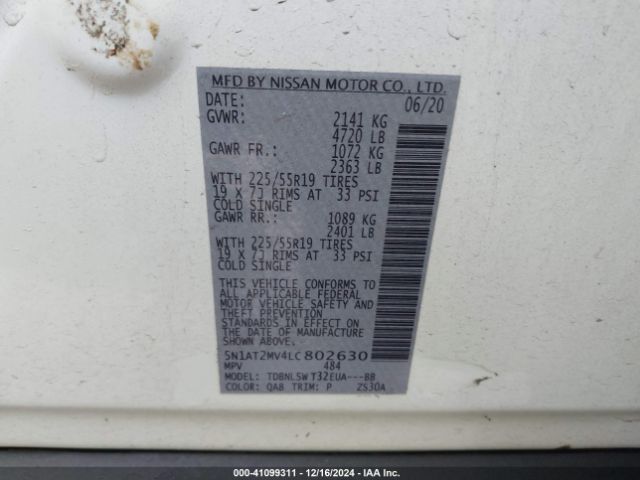 MFD BY NISSAN MOTOR CO., LTD.
DATE: 06/20
GVWR: 2141 KG
4720 LB
GAWR FR.: 1072 KG
2363 LB
WITH 225/55R19 TIRES
19 X 7J RIMS AT 33 PSI
COLD SINGLE
GAWR RR.: 1089 KG
2401 LB
WITH 225/55R19 TIRES
19 X 7J RIMS AT 33 PSI
COLD SINGLE
THIS VEHICLE CONFORMS TO
ALL APPLICABLE FEDERAL
MOTOR VEHICLE SAFETY AND
THEFT PREVENTION
STANDARDS IN EFFECT ON
THE DATE OF MANUFACTURE
SHOWN ABOVE.
5N1AT2MV4LC802630
MPV 484
MODEL: TDBNLSW T32EUA---BB
COLOR: QAB TRIM: P ZS30A
000-41099311 - 12/16/2024 - IAA Inc.